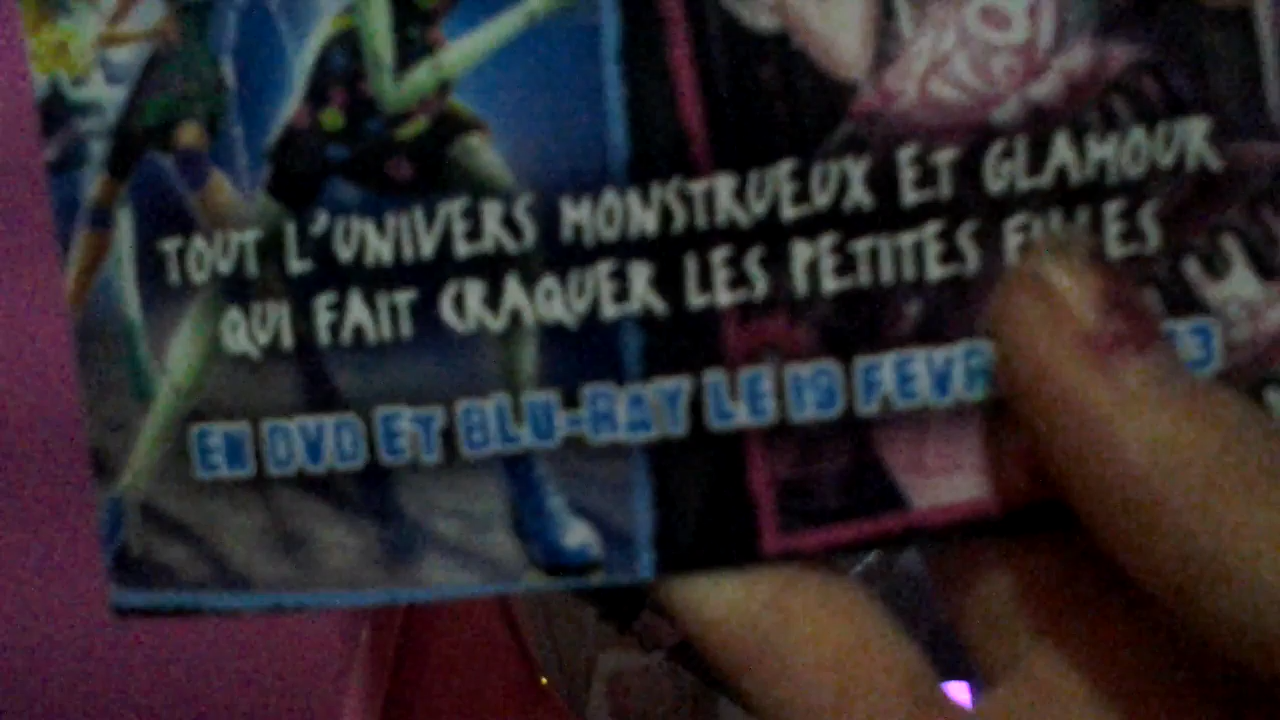 TOUT L'UNIVERS MONSTRUEUX ET GLAMOUR
QUI FAIT CRAQUER LES PETITES FILLES
EN DVD ET BLU-RAY LE 19 FEVR